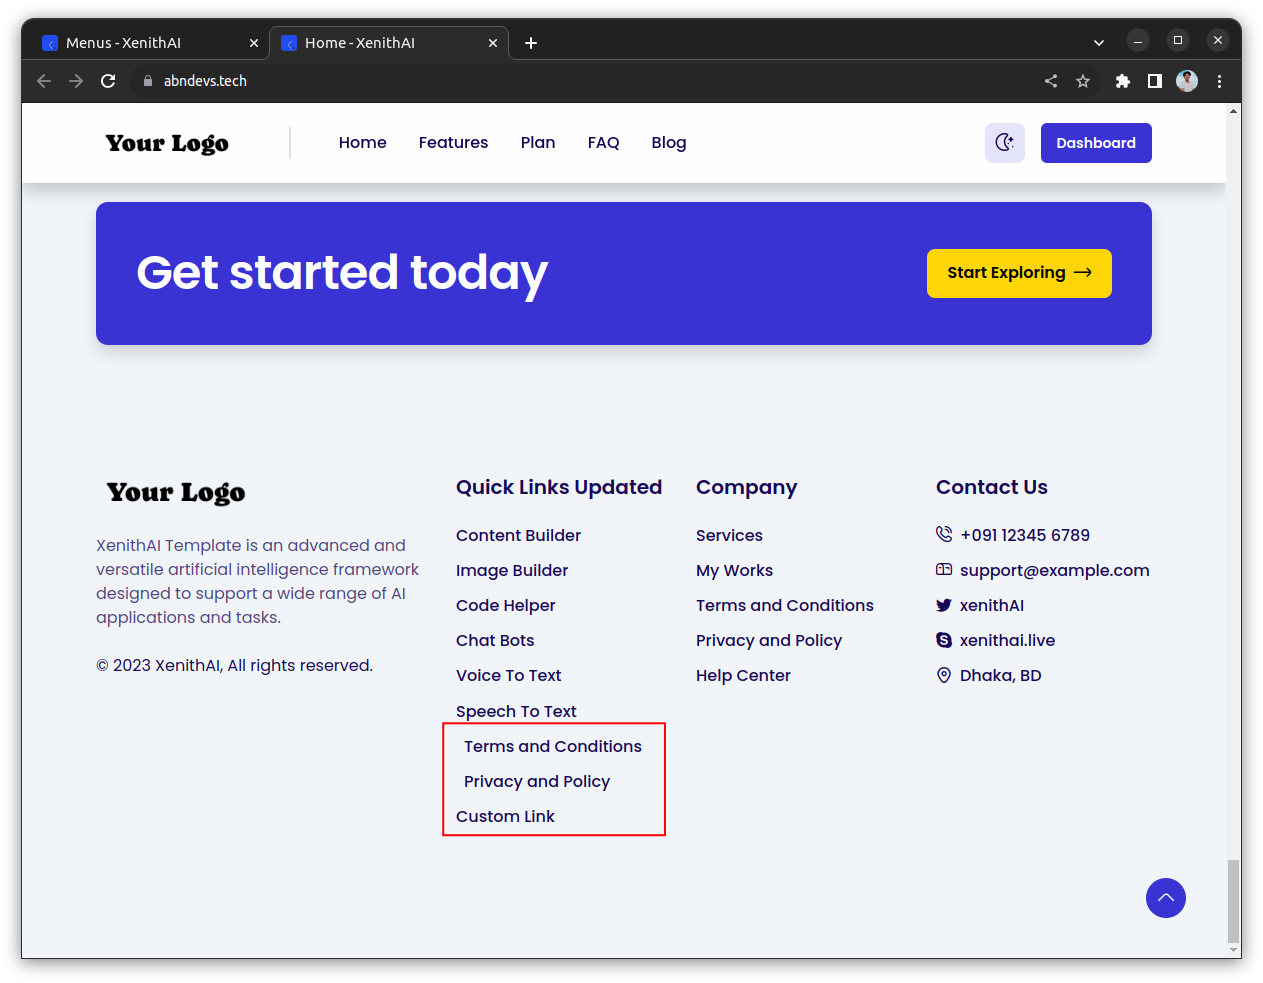 Menus - XenithAI
Home - XenithAI
abndevs.tech
Your Logo
Home
Features
Plan
FAQ
Blog
Dashboard
Get started today
Start Exploring
Your Logo
XenithAI Template is an advanced and
versatile artificial intelligence framework
designed to support a wide range of AI
applications and tasks.
© 2023 XenithAI, All rights reserved.
Quick Links Updated
Content Builder
Image Builder
Code Helper
Chat Bots
Voice To Text
Speech To Text
Terms and Conditions
Privacy and Policy
Custom Link
Company
Services
My Works
Terms and Conditions
Privacy and Policy
Help Center
Contact Us
+091 12345 6789
support@example.com
xenithAI
xenithai.live
Dhaka, BD